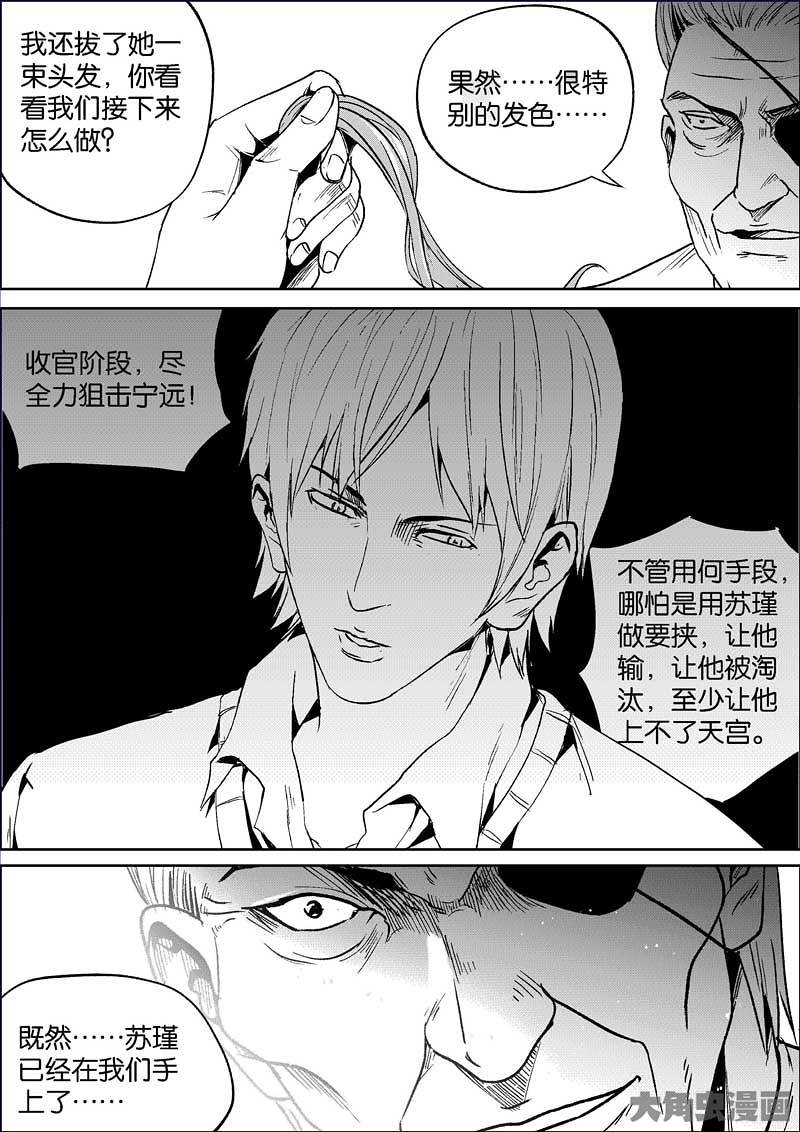 我还拔了她一
束头发，你看
看我们接下来
怎么做？
果然……很特
别的发色……
收官阶段，尽
全力狙击宁远！
不管用何手段，
哪怕是用苏瑾
做要挟，让他
输，让他被淘
汰，至少让他
上不了天宫。
既然……苏瑾
已经在我们手
上了……
大角虫漫画